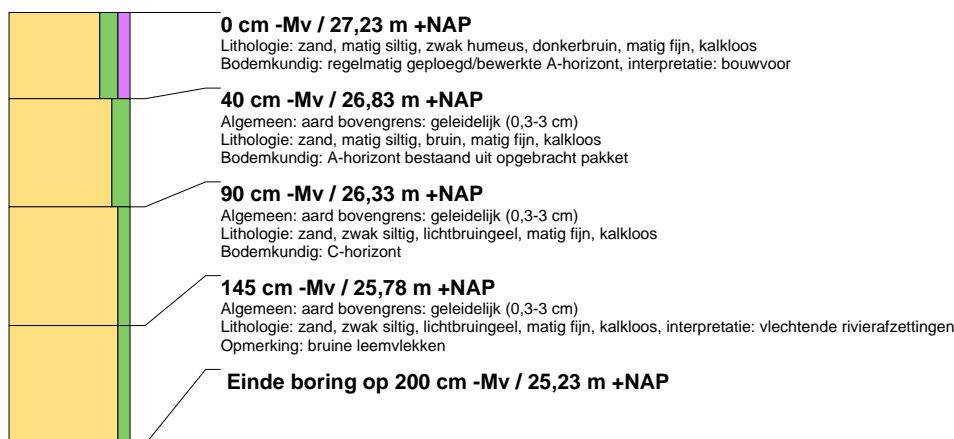 0 cm -Mv / 27,23 m +NAP
Lithologie: zand, matig siltig, zwak humeus, donkerbruin, matig fijn, kalkloos
Bodemkundig: regelmatig geploegd/bewerkte A-horizont, interpretatie: bouwvoor
40 cm -Mv / 26,83 m +NAP
Algemeen: aard bovengrens: geleidelijk (0,3-3 cm)
Lithologie: zand, matig siltig, bruin, matig fijn, kalkloos
Bodemkundig: A-horizont bestaand uit opgebracht pakket
90 cm -Mv / 26,33 m +NAP
Algemeen: aard bovengrens: geleidelijk (0,3-3 cm)
Lithologie: zand, zwak siltig, lichtbruingeel, matig fijn, kalkloos
Bodemkundig: C-horizont
145 cm -Mv / 25,78 m +NAP
Algemeen: aard bovengrens: geleidelijk (0,3-3 cm)
Lithologie: zand, zwak siltig, lichtbruingeel, matig fijn, kalkloos, interpretatie: vlechtende rivierafzettingen
Opmerking: bruine leemvlekken
Einde boring op 200 cm -Mv / 25,23 m +NAP